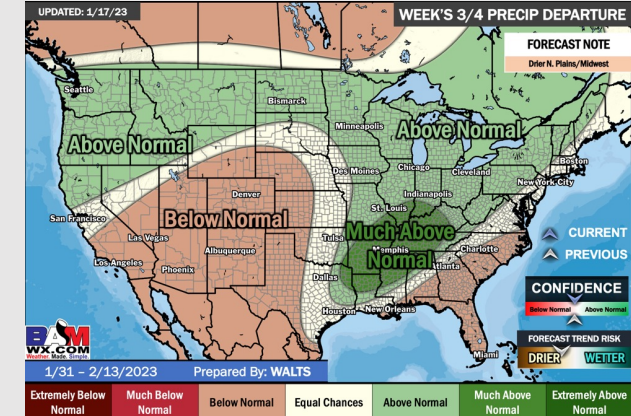 UPDATED: 1/17/23
WEEK'S 3/4 PRECIP DEPARTURE
FORECAST NOTE
Drier N. Plains/Midwest
Seattle
Bismarck
Minneapolis
Above Normal
Above Normal
Boston
Des Moines
Chicago
Cleveland
New York City
Denver
Indianapolis
St. Louis
San Francisco
Below Normal
Much Above
Normal
Las Vegas
Tulsa
Memphis
Charlotte
Los Angeles
Albuquerque
Atlanta
Phoenix
Dallas
Houston
New Orleans
Miami
CURRENT
PREVIOUS
CONFIDENCE
Below Normal
Above Normal
FORECAST TREND RISK
DRIER
WETTER
BAM
WX.COM
Weather. Made. Simple.
1/31 – 2/13/2023
Prepared By: WALTS
Extremely Below
Normal
Much Below
Normal
Below Normal
Equal Chances
Above Normal
Much Above
Normal
Extremely Above
Normal